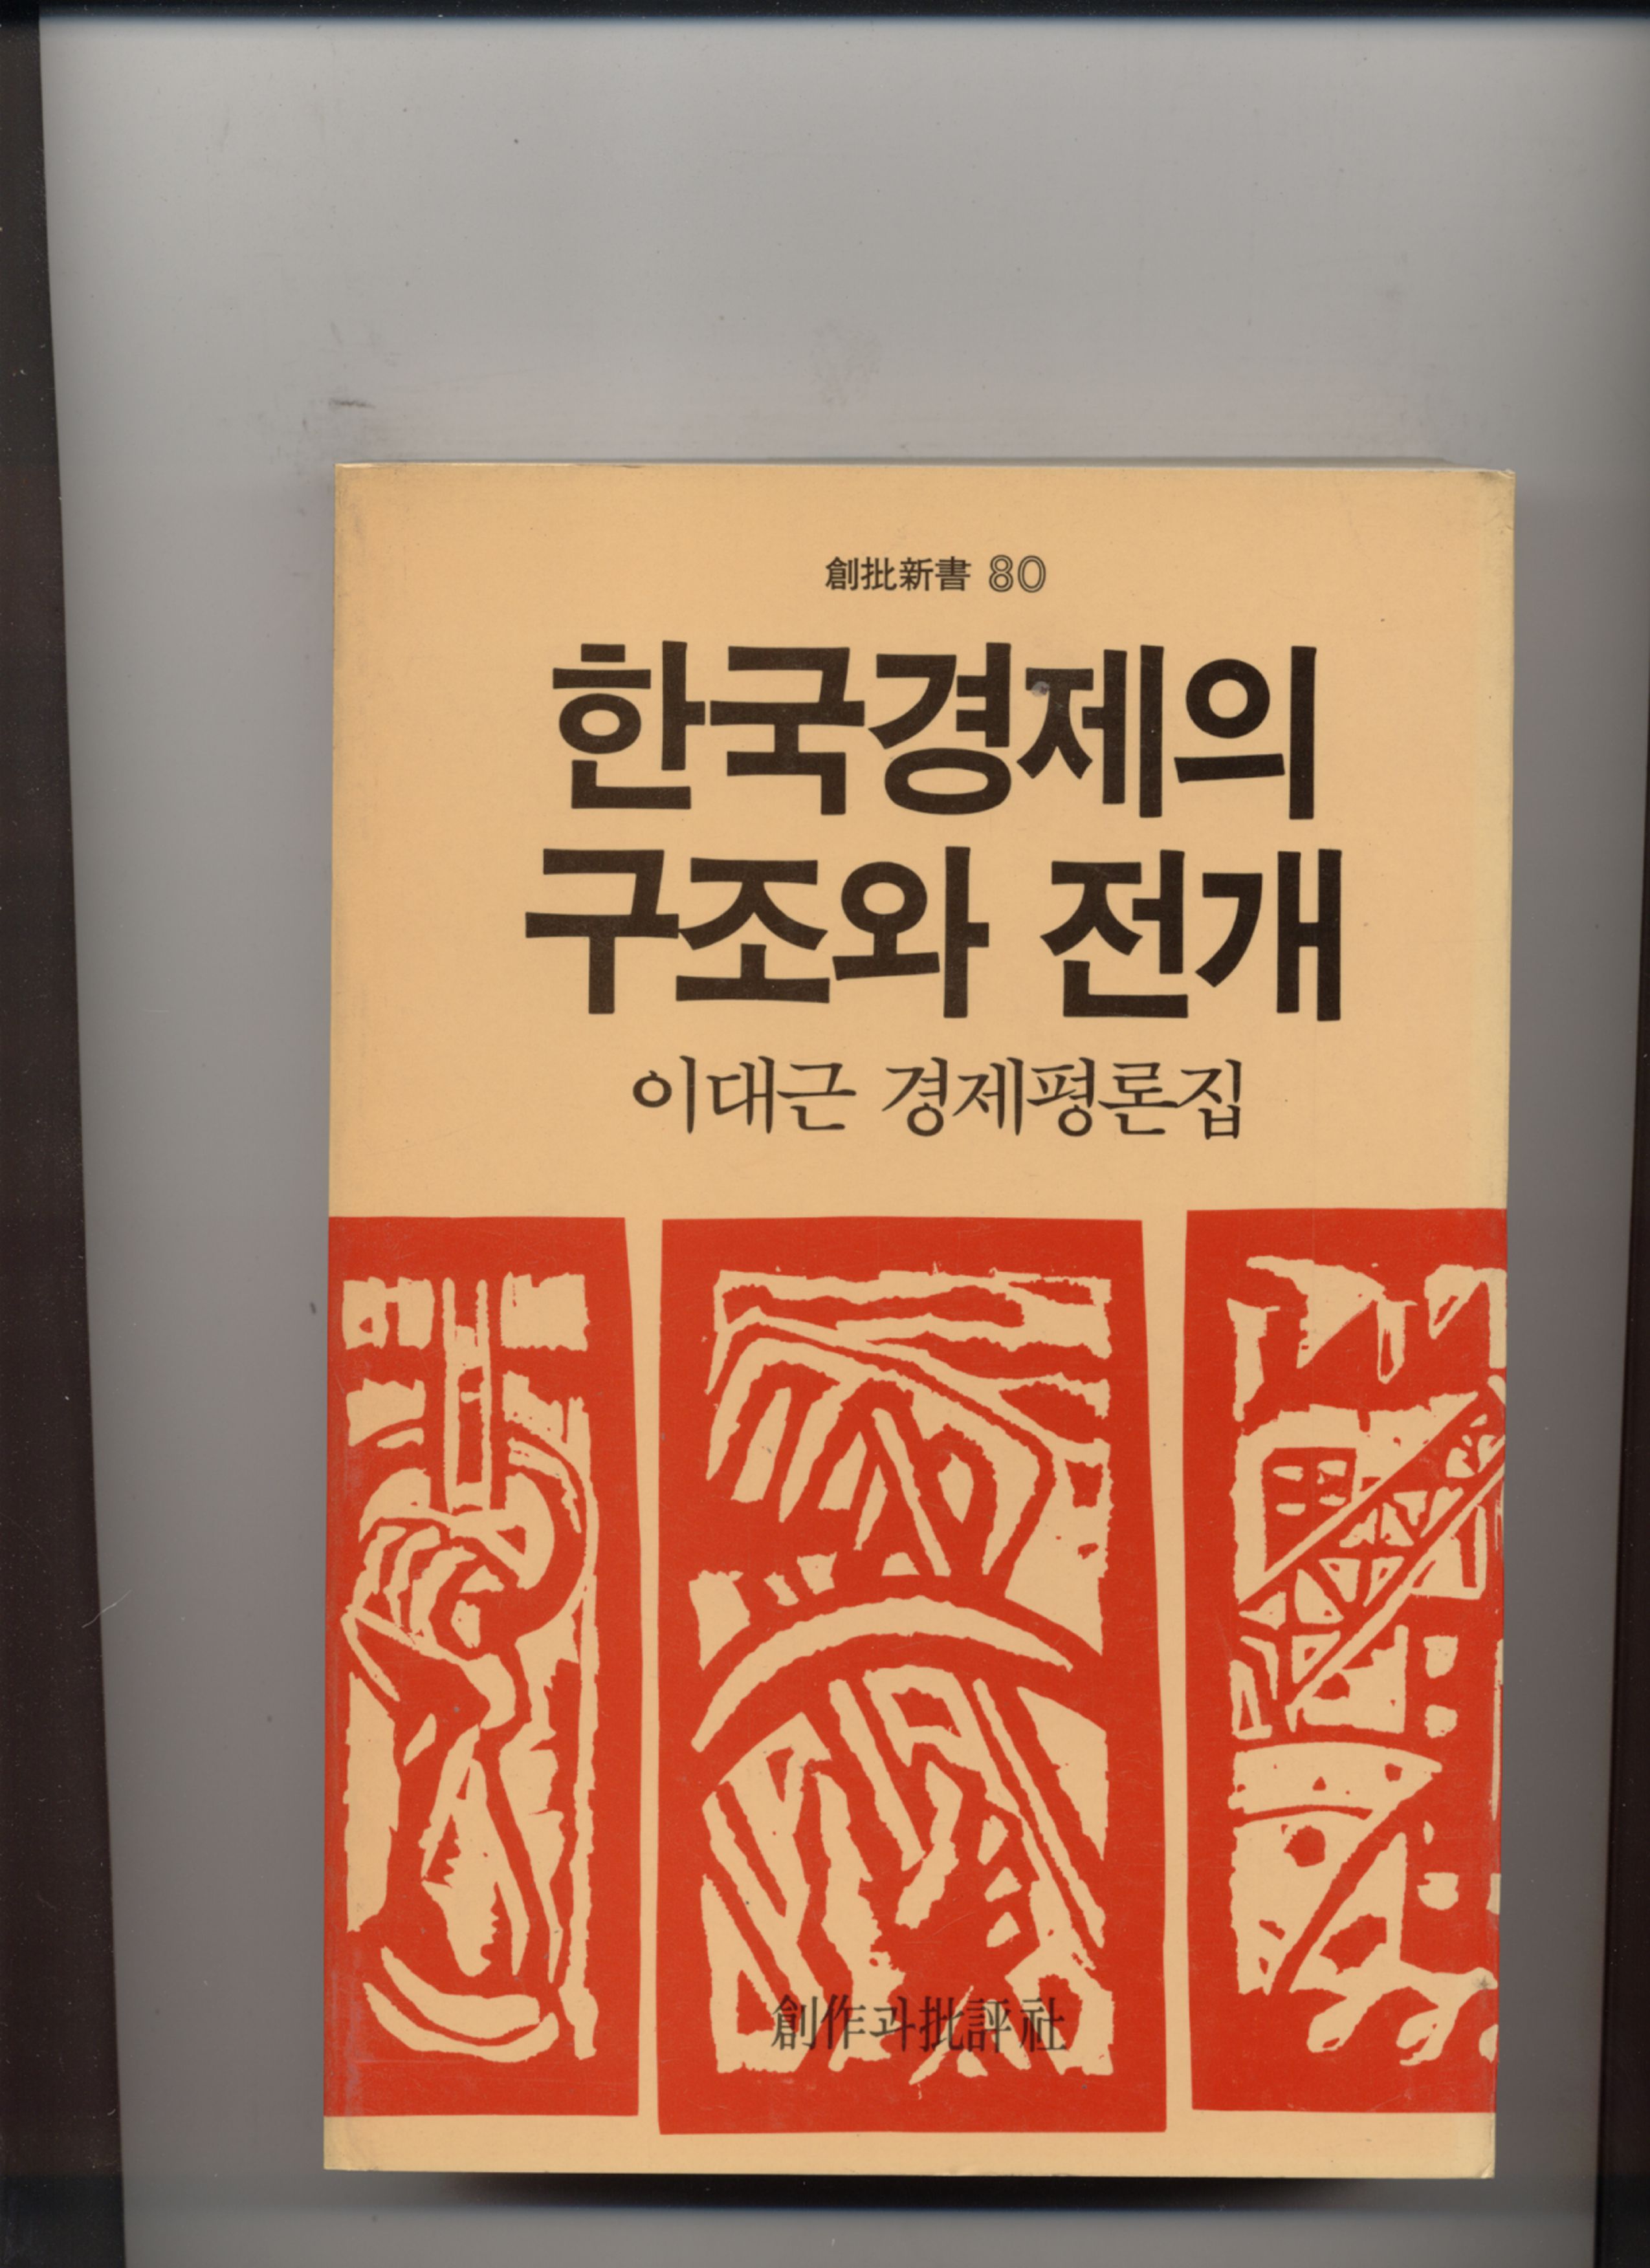 創批新書 80
한국경제의
구조와 전개
이대근 경제평론집
創作과批評社